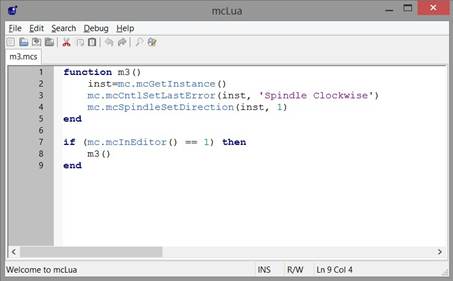 mcLua
File Edit Search Debug Help
m3.mcs
1 function m3()
2 inst=mc.mcGetInstance()
3 mc.mcCntlSetLastError(inst, 'Spindle Clockwise')
4 mc.mcSpindleSetDirection(inst, 1)
5 end
6
7 if (mc.mcInEditor() == 1) then
8 m3()
9 end
Welcome to mcLua INS R/W Ln 9 Col 4